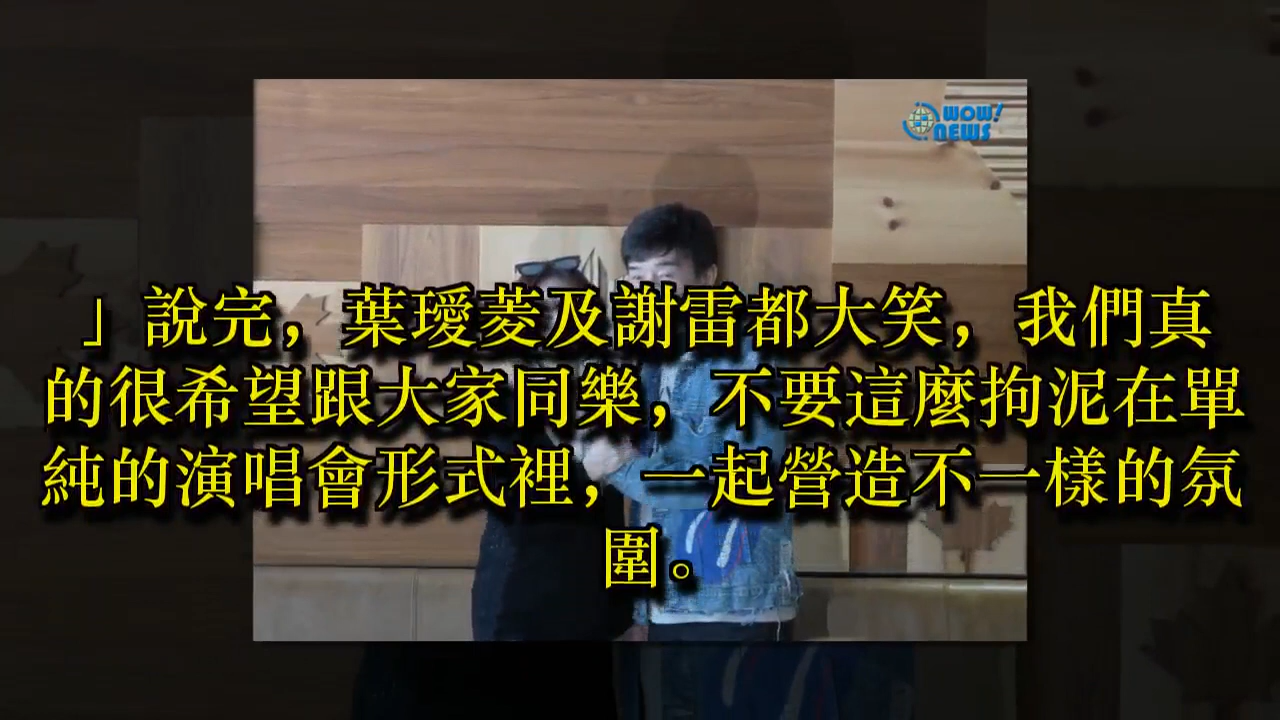 WOW!
NEWS
」說完，葉璦菱及謝雷都大笑，我們真
的很希望跟大家同樂，不要這麼拘泥在單
純的演唱會形式裡，一起營造不一樣的氛
圍。